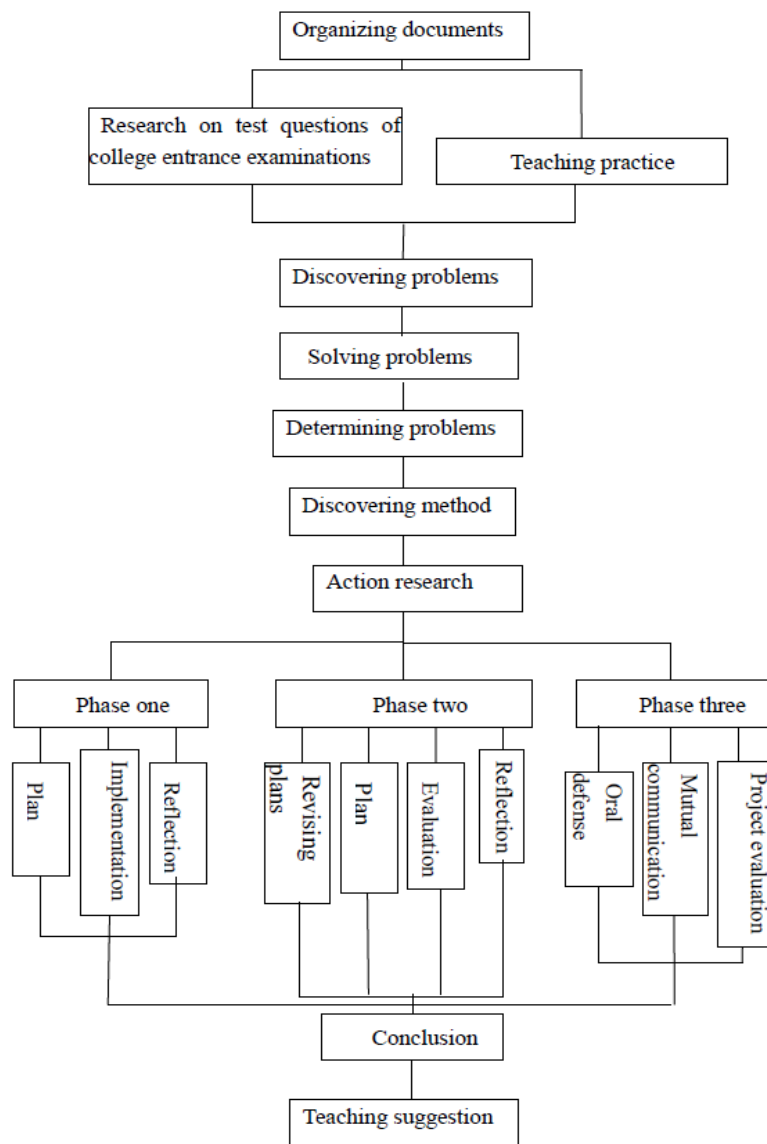 Organizing documents
Research on test questions of
college entrance examinations
Teaching practice
Discovering problems
Solving problems
Determining problems
Discovering method
Action research
Phase one
Phase two
Phase three
Plan
Implementation
Reflection
Revising
plans
Plan
Evaluation
Reflection
Oral
defense
Mutual
communication
Project evaluation
Conclusion
Teaching suggestion